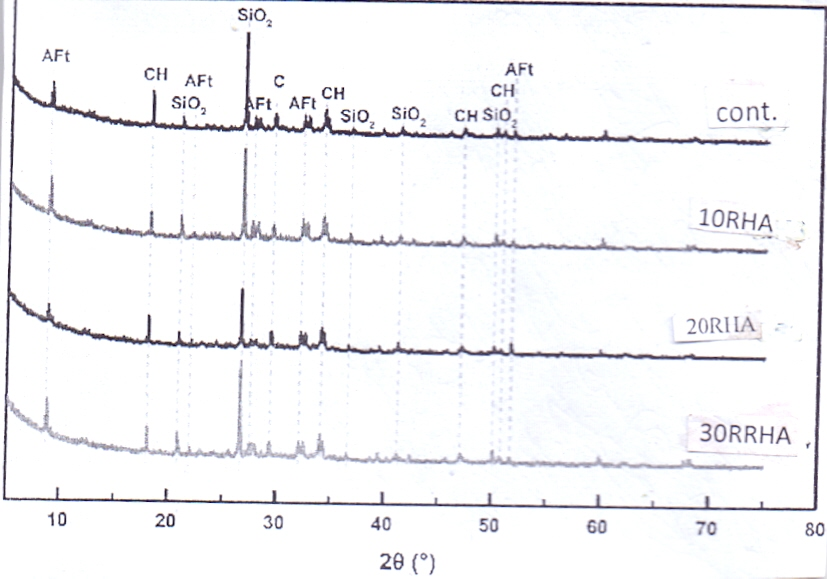 SiO2
AFt
CH
AFt
SiO2
AFt
C
AFt
CH
SiO2
SiO2
CH
SiO2
CH
AFt
cont.
10RHA
20RHA
30RRHA
10 20 30 40 50 60 70 80
2θ (°)